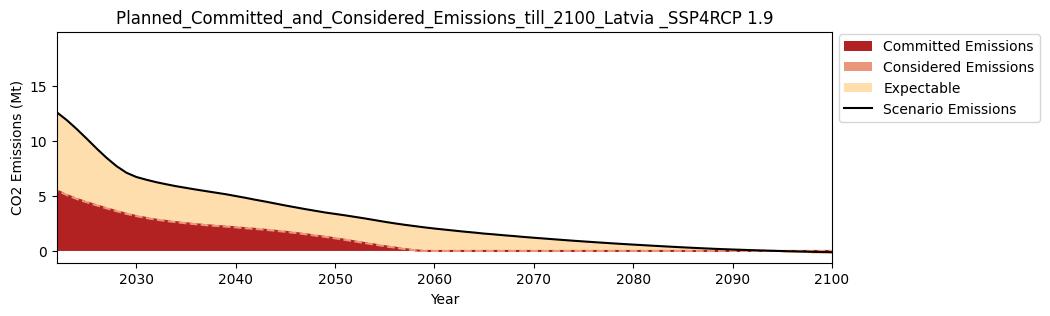 Planned_Committed_and_Considered_Emissions_till_2100_Latvia _SSP4RCP 1.9
Committed Emissions
Considered Emissions
Expectable
Scenario Emissions
CO2 Emissions (Mt)
15
10
5
0
2030 2040 2050 2060 2070 2080 2090 2100
Year